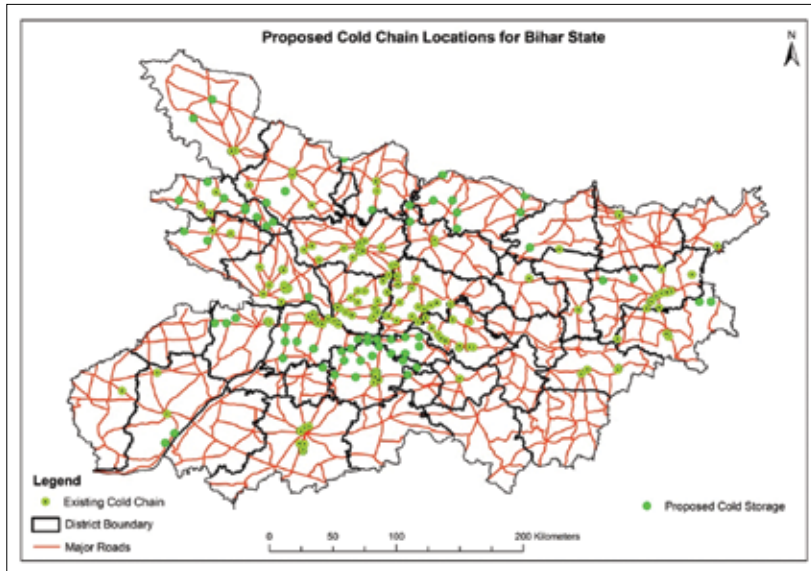 Proposed Cold Chain Locations for Bihar State
N
Legend
Existing Cold Chain
District Boundary
Major Roads
Proposed Cold Storage
0 50 100 200 Kilometers